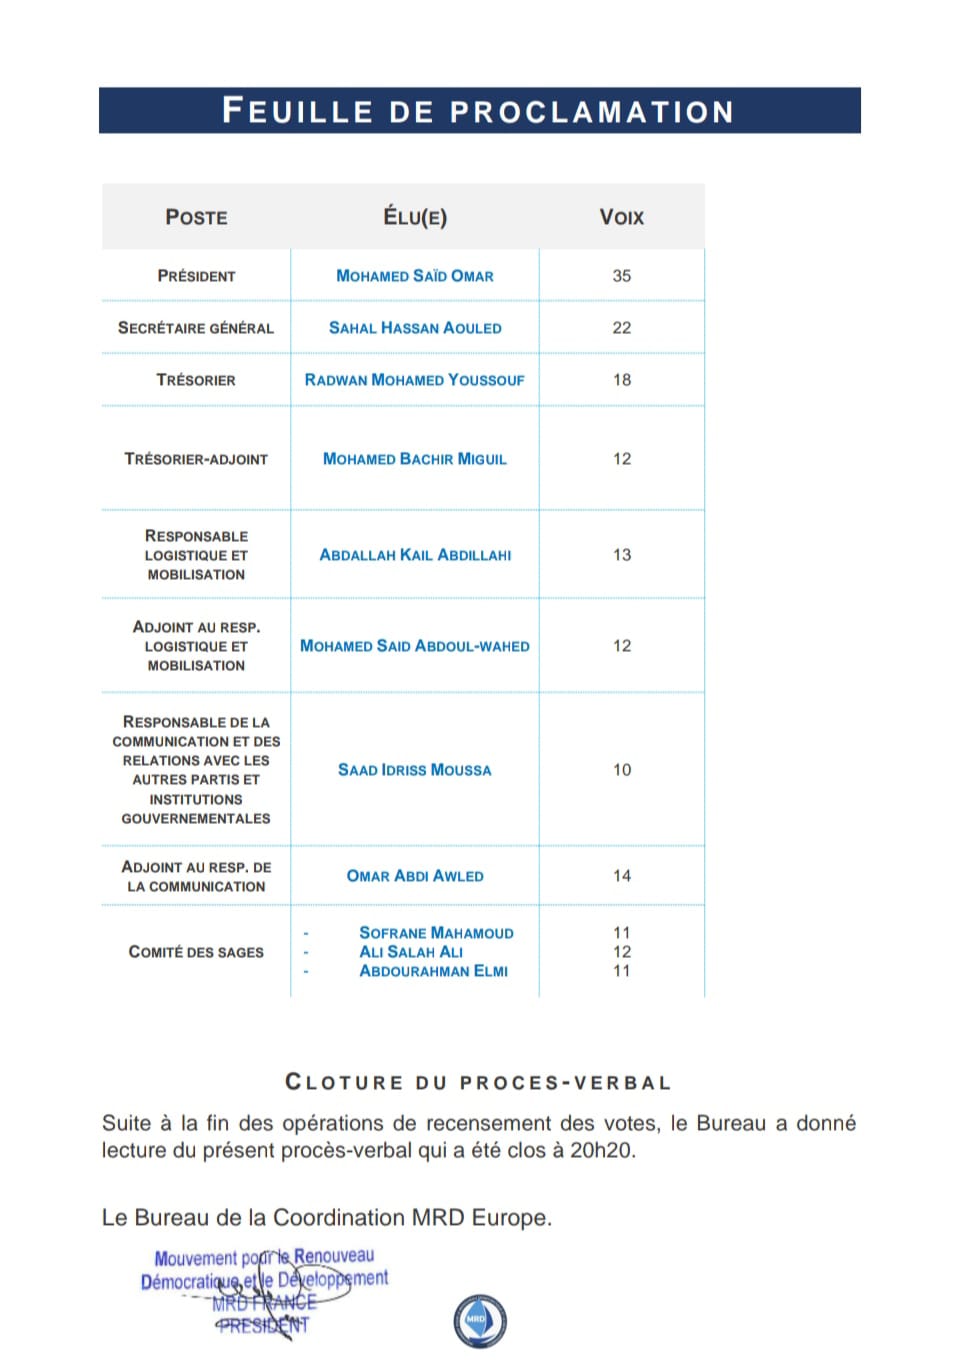 FEUILLE DE PROCLAMATION
POSTE ÉLU(E) VOIX
PRÉSIDENT MOHAMED SAÏD OMAR 35
SECRÉTAIRE GÉNÉRAL SAHAL HASSAN AOULED 22
TRÉSORIER RADWAN MOHAMED YOUSSOUF 18
TRÉSORIER-ADJOINT MOHAMED BACHIR MIGUIL 12
RESPONSABLE
LOGISTIQUE ET
MOBILISATION
ABDALLAH KAIL ABDILLAHI 13
ADJOINT AU RESP.
LOGISTIQUE ET
MOBILISATION
MOHAMED SAID ABDOUL-WAHED 12
RESPONSABLE DE LA
COMMUNICATION ET DES
RELATIONS AVEC LES
AUTRES PARTIS ET
INSTITUTIONS
GOUVERNEMENTALES
SAAD IDRISS MOUSSA 10
ADJOINT AU RESP. DE
LA COMMUNICATION
OMAR ABDI AWLED 14
COMITÉ DES SAGES
- SOFRANE MAHAMOUD 11
- ALI SALAH ALI 12
- ABDOURAHMAN ELMI 11
CLOTURE DU PROCES-VERBAL
Suite à la fin des opérations de recensement des votes, le Bureau a donné
lecture du présent procès-verbal qui a été clos à 20h20.
Le Bureau de la Coordination MRD Europe.
Mouvement pour le Renouveau
Démocratique et le Développement
MRD FRANCE
PRESIDENT
MRD